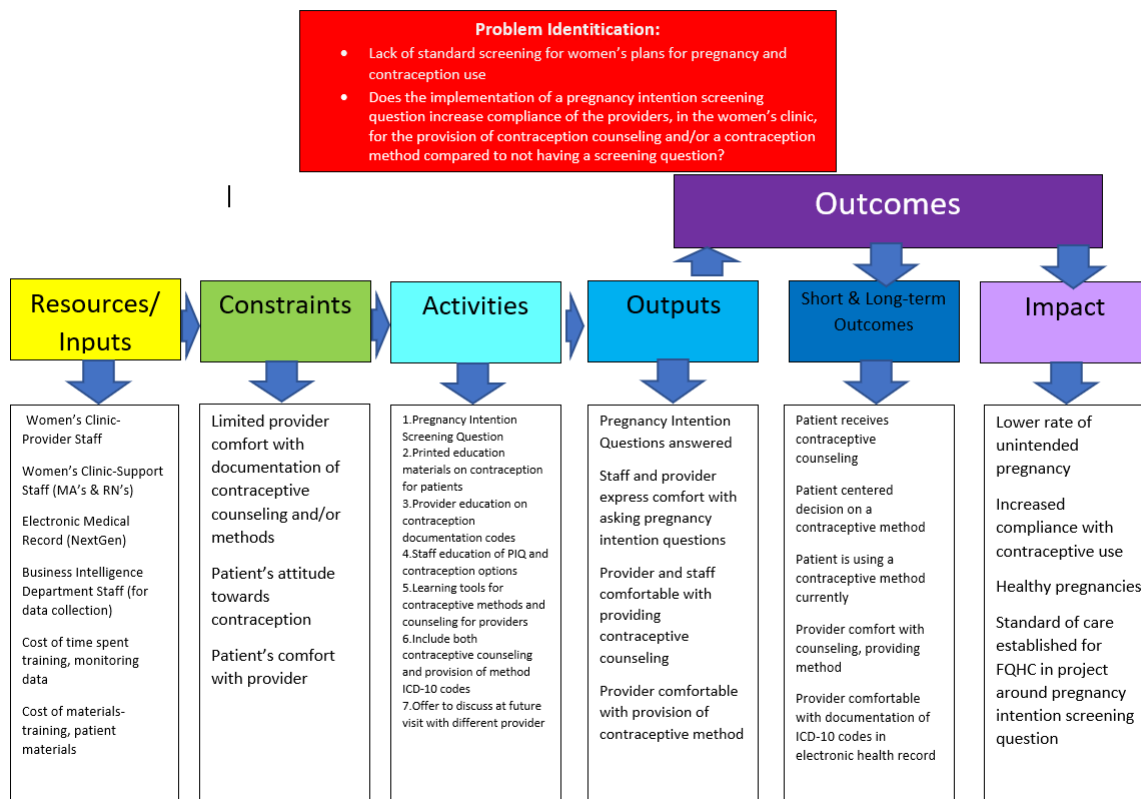 Problem Identitication:
• Lack of standard screening for women's plans for pregnancy and
contraception use
• Does the implementation of a pregnancy intention screening
question increase compliance of the providers, in the women's clinic,
for the provision of contraception counseling and/or a contraception
method compared to not having a screening question?
Outcomes
Resources/
Inputs
Constraints
Activities
Outputs
Short & Long-term
Outcomes
Impact
Women's Clinic-
Provider Staff
Women's Clinic-Support
Staff (MA's & RN's)
Electronic Medical
Record (NextGen)
Business Intelligence
Department Staff (for
data collection)
Cost of time spent
training, monitoring
data
Cost of materials-
training, patient
materials
Limited provider
comfort with
documentation of
contraceptive
counseling and/or
methods
Patient's attitude
towards
contraception
Patient's comfort
with provider
1.Pregnancy Intention
Screening Question
2.Printed education
materials on contraception
for patients
3.Provider education on
contraception
documentation codes
4.Staff education of PIQ and
contraception options
5.Learning tools for
contraceptive methods and
counseling for providers
6.Include both
contraceptive counseling
and provision of method
ICD-10 codes
7.Offer to discuss at future
visit with different provider
Pregnancy Intention
Questions answered
Staff and provider
express comfort with
asking pregnancy
intention questions
Provider and staff
comfortable with
providing
contraceptive
counseling
Provider comfortable
with provision of
contraceptive method
Patient receives
contraceptive
counseling
Patient centered
decision on a
contraceptive method
Patient is using a
contraceptive method
currently
Provider comfort with
counseling, providing
method
Provider comfortable
with documentation of
ICD-10 codes in
electronic health record
Lower rate of
unintended
pregnancy
Increased
compliance with
contraceptive use
Healthy pregnancies
Standard of care
established for
FQHC in project
around pregnancy
intention screening
question